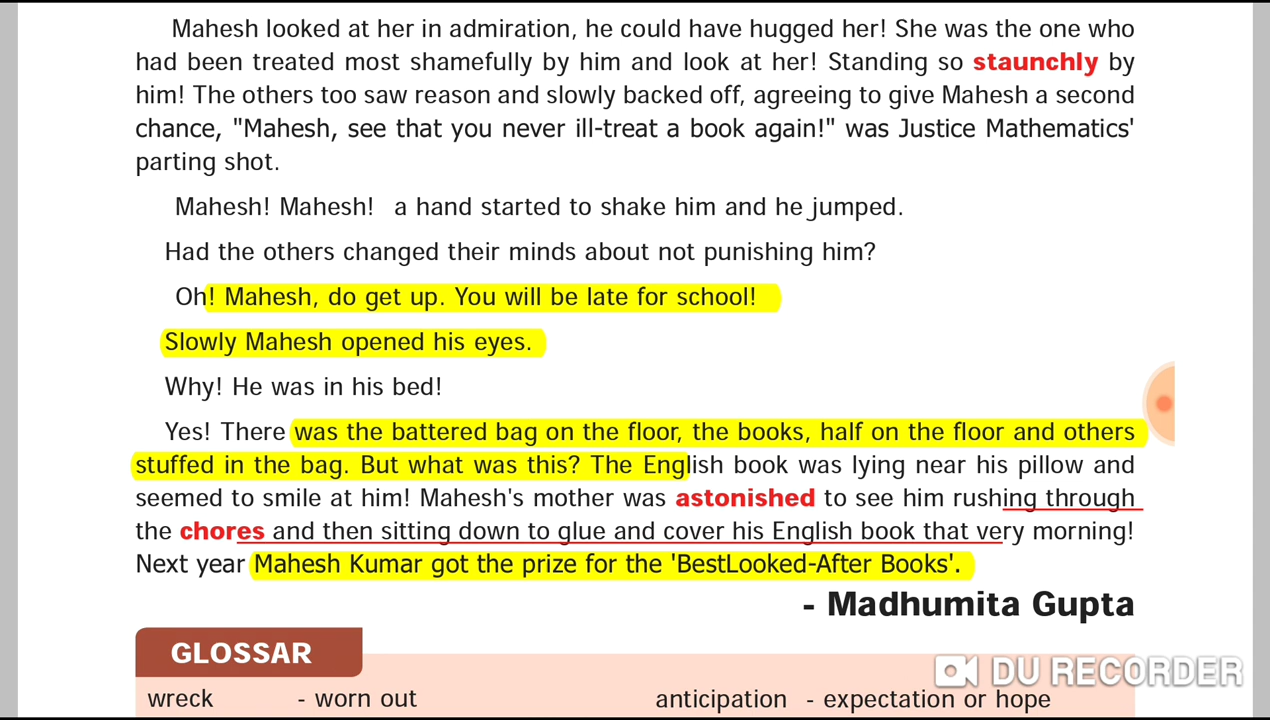 Mahesh looked at her in admiration, he could have hugged her! She was the one who
had been treated most shamefully by him and look at her! Standing so staunchly by
him! The others too saw reason and slowly backed off, agreeing to give Mahesh a second
chance, "Mahesh, see that you never ill-treat a book again!" was Justice Mathematics'
parting shot.
Mahesh! Mahesh! a hand started to shake him and he jumped.
Had the others changed their minds about not punishing him?
Oh! Mahesh, do get up. You will be late for school!
Slowly Mahesh opened his eyes.
Why! He was in his bed!
Yes! There was the battered bag on the floor, the books, half on the floor and others
stuffed in the bag. But what was this? The English book was lying near his pillow and
seemed to smile at him! Mahesh's mother was astonished to see him rushing through
the chores and then sitting down to glue and cover his English book that very morning!
Next year Mahesh Kumar got the prize for the 'BestLooked-After Books'.
- Madhumita Gupta
GLOSSAR
wreck - worn out anticipation - expectation or hope
DU RECORDER